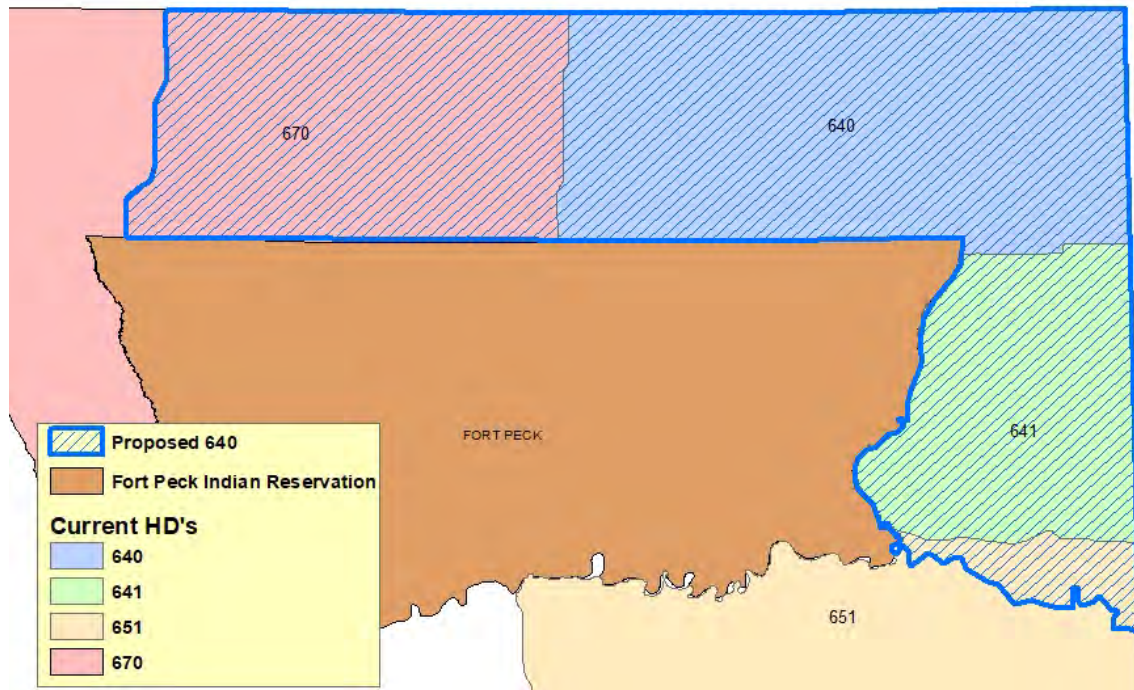 670
640
641
FORT PECK
651
Proposed 640
Fort Peck Indian Reservation
Current HD's
640
641
651
670